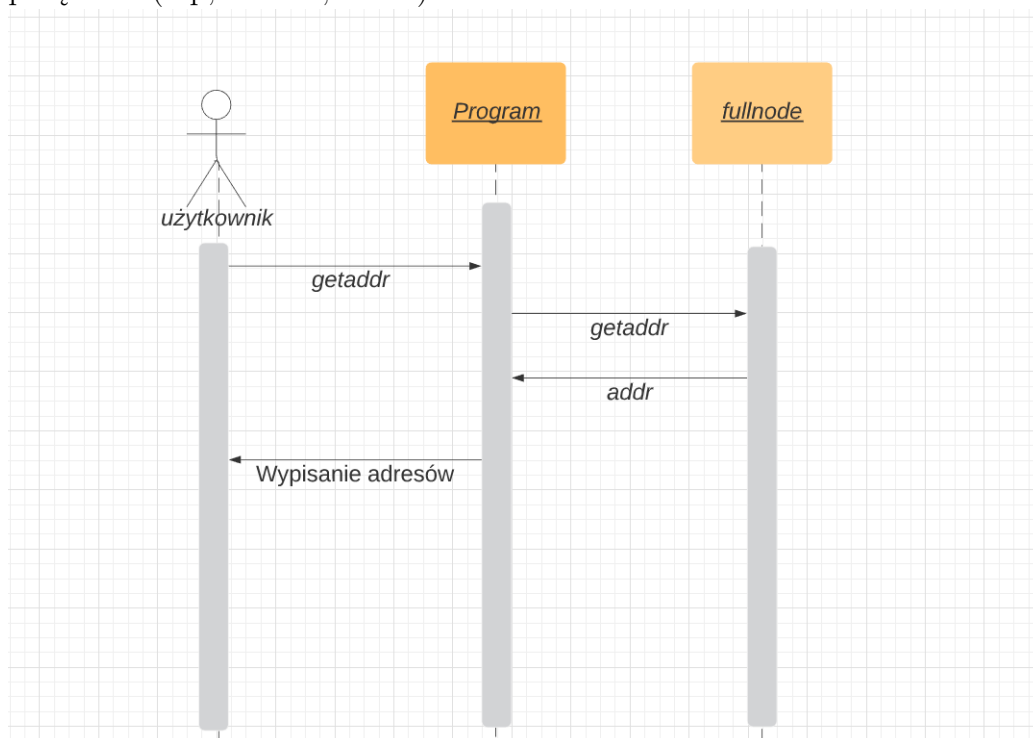 Program
fullnode
użytkownik
getaddr
getaddr
addr
Wypisanie adresów